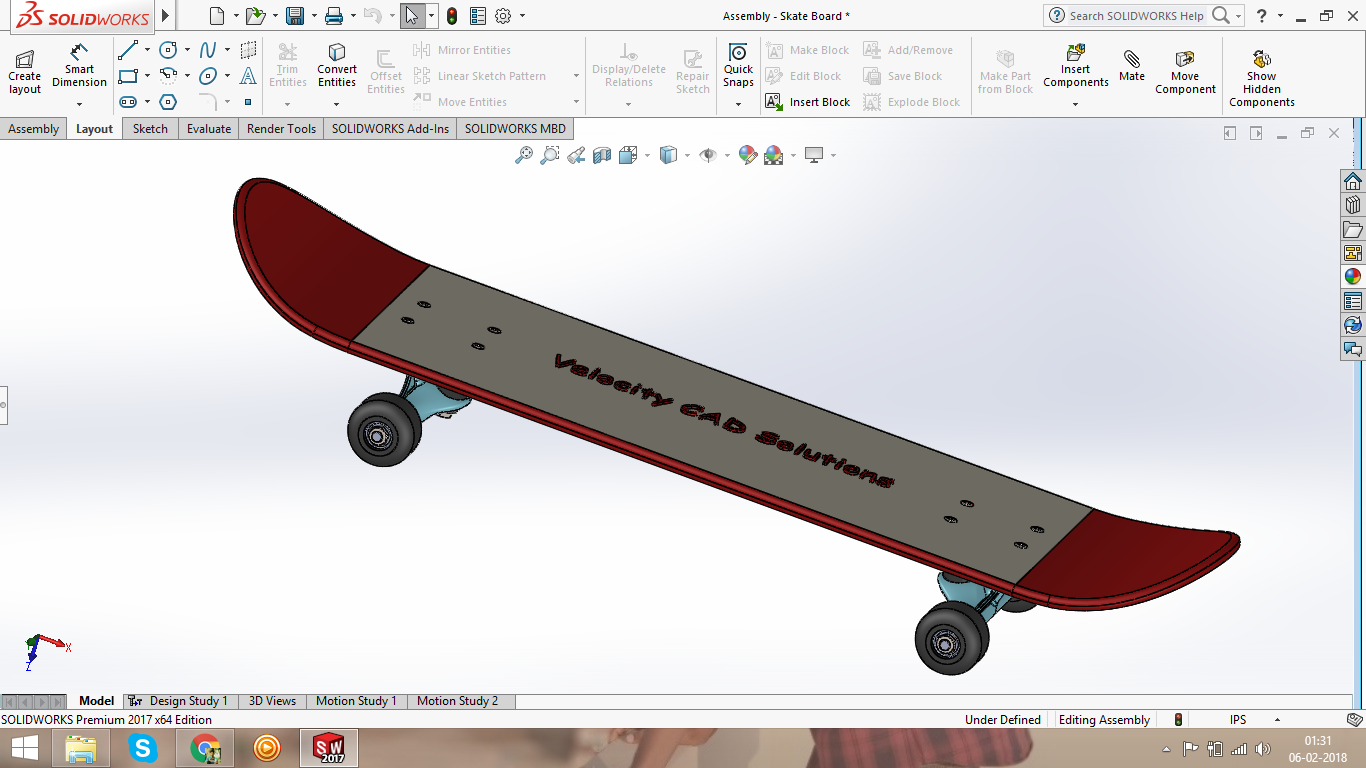 SOLIDWORKS
Assembly - Skate Board *
Search SOLIDWORKS Help
?
Create layout
Smart Dimension
Trim Entities
Convert Entities
Offset Entities
Mirror Entities
Linear Sketch Pattern
Move Entities
Display/Delete Relations
Repair Sketch
Quick Snaps
Make Block
Edit Block
Insert Block
Add/Remove
Save Block
Explode Block
Make Part from Block
Insert Components
Mate
Move Component
Show Hidden Components
Assembly
Layout
Sketch
Evaluate
Render Tools
SOLIDWORKS Add-Ins
SOLIDWORKS MBD
Velocity CAD Solutions
X
Z
Model
Design Study 1
3D Views
Motion Study 1
Motion Study 2
SOLIDWORKS Premium 2017 x64 Edition
Under Defined
Editing Assembly
IPS
SW
2017
01:31
06-02-2018